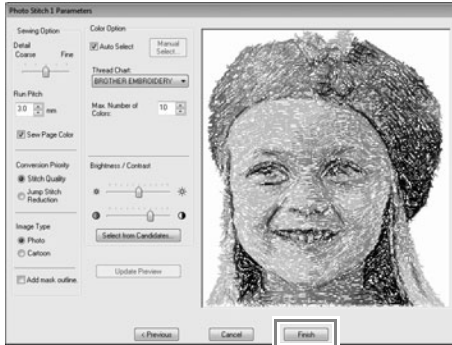 Photo Stitch 1 Parameters
Sewing Option
Detail
Coarse Fine
Run Pitch
3.0 mm
Sew Page Color
Conversion Priority
Stitch Quality
Jump Stitch
Reduction
Image Type
Photo
Cartoon
Add mask outline.
Color Option
Auto Select
Manual
Select...
Thread Chart:
BROTHER EMBROIDERY
Max. Number of
Colors:
10
Brightness / Contrast
Select from Candidates...
Update Preview
< Previous
Cancel
Finish